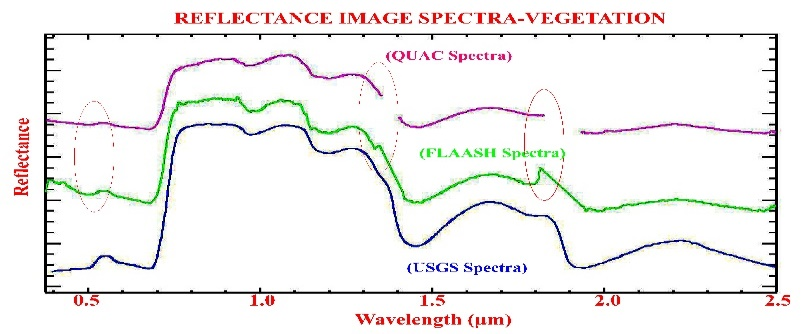 REFLECTANCE IMAGE SPECTRA-VEGETATION
(QUAC Spectra)
(FLAASH Spectra)
(USGS Spectra)
Reflectance
0.5 1.0 1.5 2.0 2.5
Wavelength (μm)